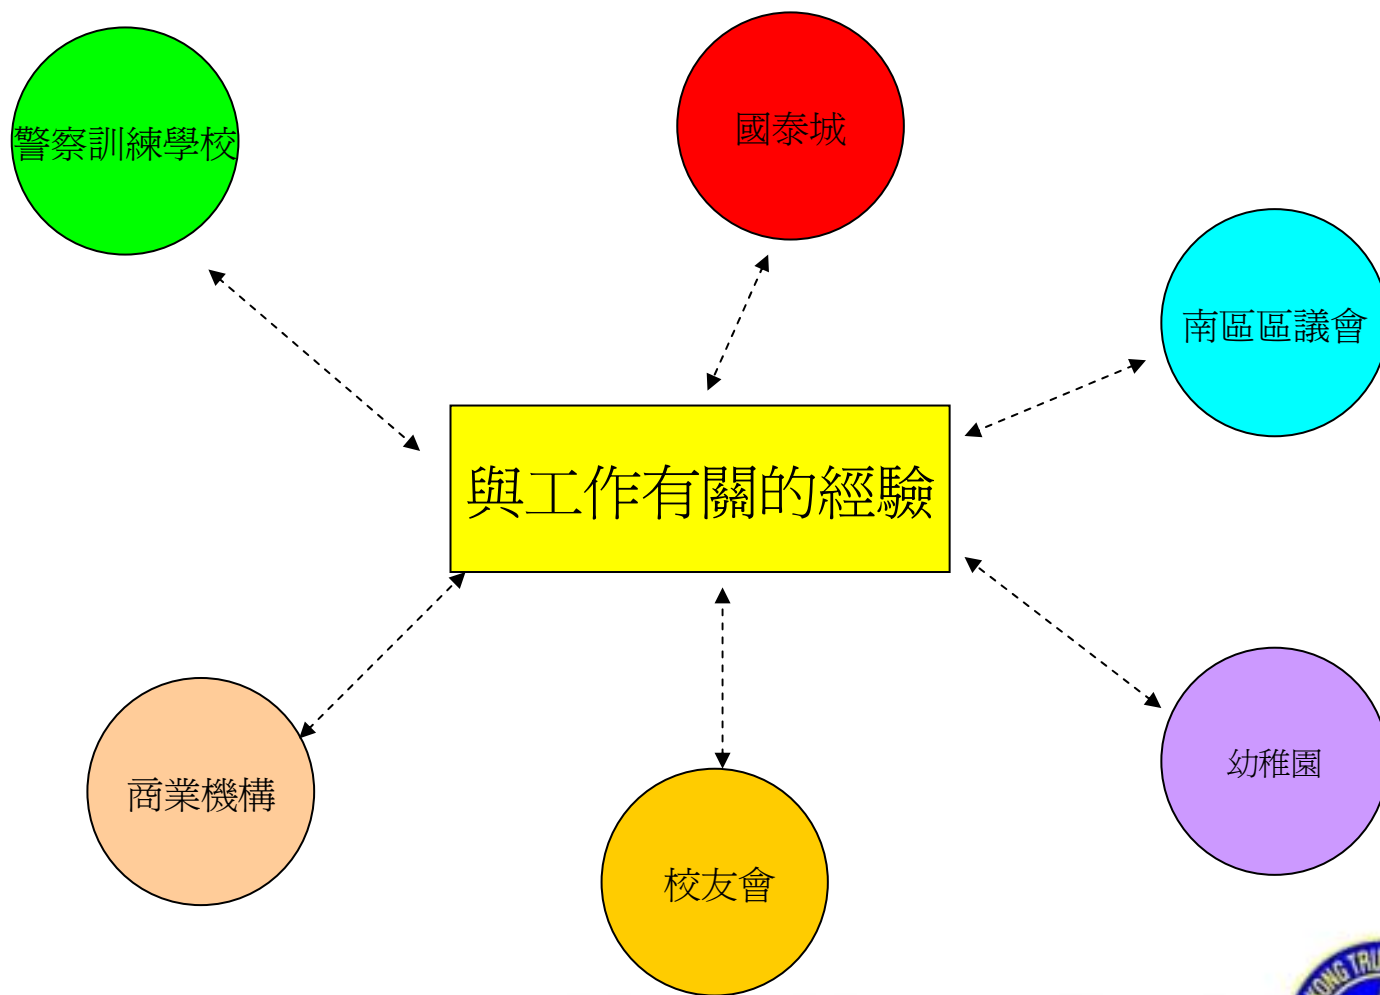 國泰城
警察訓練學校
南區區議會
與工作有關的經驗
幼稚園
商業機構
校友會